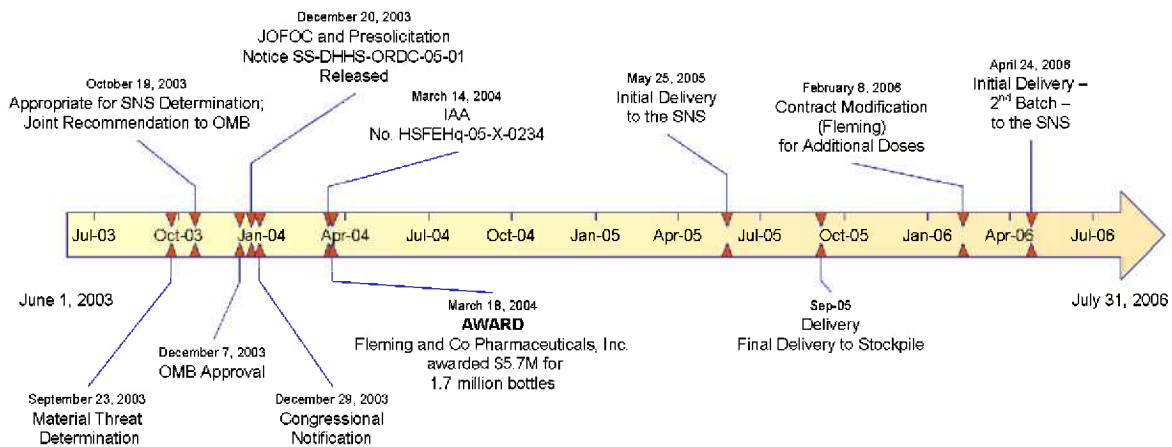 December 20, 2003
JOFOC and Presolicitation
Notice SS-DHHS-ORDC-05-01
Released
October 19, 2003
Appropriate for SNS Determination;
Joint Recommendation to OMB
March 14, 2004
IAA
No. HSFEHq-05-X-0234
May 25, 2005
Initial Delivery
to the SNS
February 8, 2006
Contract Modification
(Fleming)
for Additional Doses
April 24, 2006
Initial Delivery –
2nd Batch –
to the SNS
Jul-03 Oct-03 Jan-04 Apr-04 Jul-04 Oct-04 Jan-05 Apr-05 Jul-05 Oct-05 Jan-06 Apr-06 Jul-06
June 1, 2003
July 31, 2006
March 18, 2004
AWARD
Fleming and Co Pharmaceuticals, Inc.
awarded $5.7M for
1.7 million bottles
Sep-05
Delivery
Final Delivery to Stockpile
December 7, 2003
OMB Approval
September 23, 2003
Material Threat
Determination
December 29, 2003
Congressional
Notification